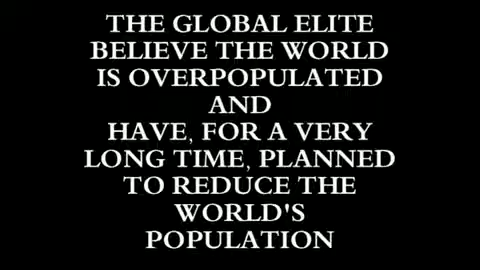 THE GLOBAL ELITE
BELIEVE THE WORLD
IS OVERPOPULATED
AND
HAVE, FOR A VERY
LONG TIME, PLANNED
TO REDUCE THE
WORLD'S
POPULATION